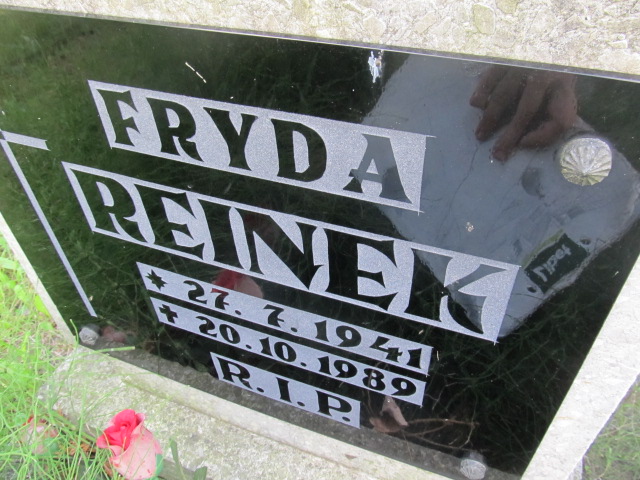 FRYDA
REINEK
* 27. 7. 1941
+ 20.10.1989
R.I.P.